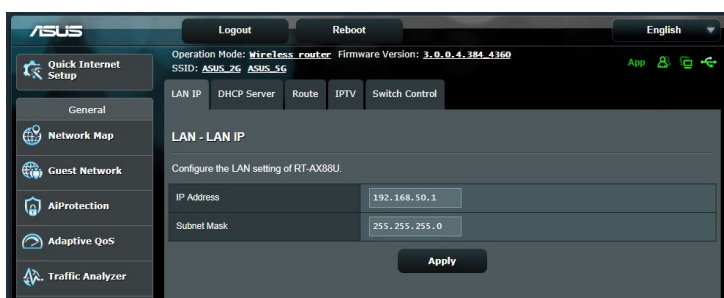 ASUS
Logout
Reboot
English
Quick Internet Setup
Operation Mode: Wireless router Firmware Version: 3.0.0.4.384_4360
SSID: ASUS_2G ASUS_5G
App
General
Network Map
Guest Network
AiProtection
Adaptive QoS
Traffic Analyzer
LAN IP DHCP Server Route IPTV Switch Control
LAN - LAN IP
Configure the LAN setting of RT-AX88U.
IP Address 192.168.50.1
Subnet Mask 255.255.255.0
Apply